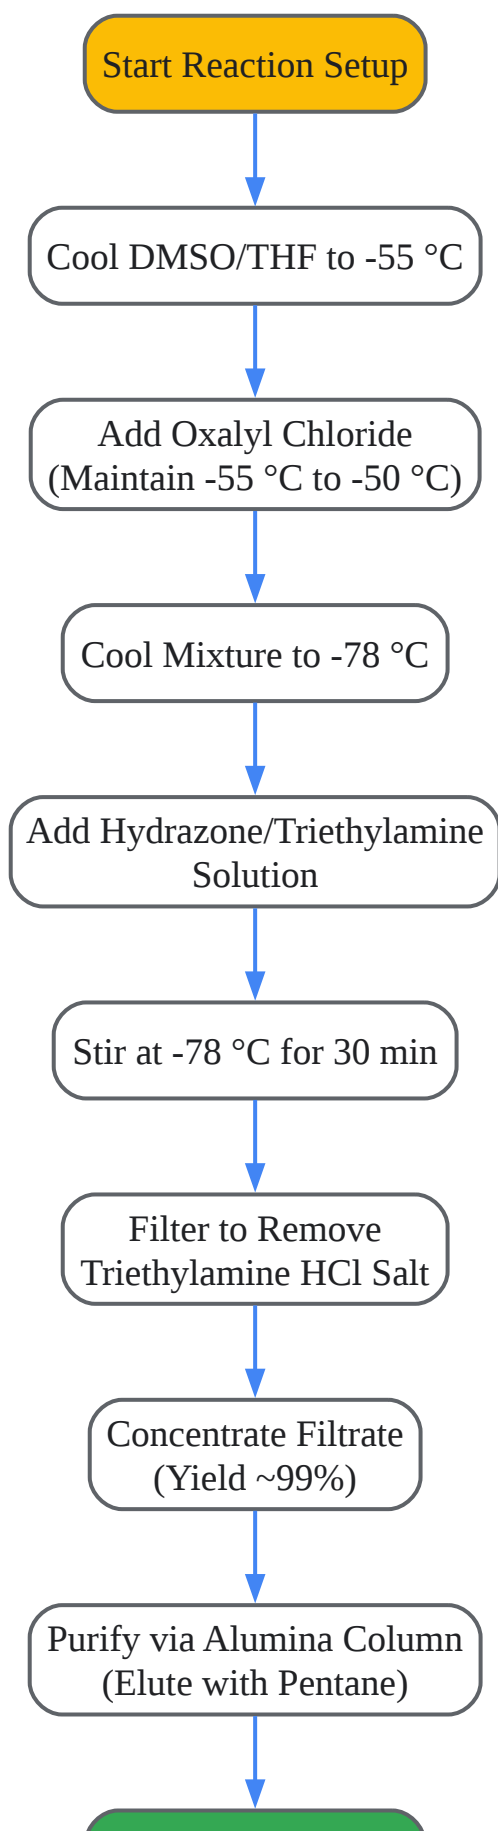 Start Reaction Setup
Cool DMSO/THF to -55 °C
Add Oxalyl Chloride
(Maintain -55 °C to -50 °C)
Cool Mixture to -78 °C
Add Hydrazone/Triethylamine
Solution
Stir at -78 °C for 30 min
Filter to Remove
Triethylamine HCl Salt
Concentrate Filtrate
(Yield ~99%)
Purify via Alumina Column
(Elute with Pentane)